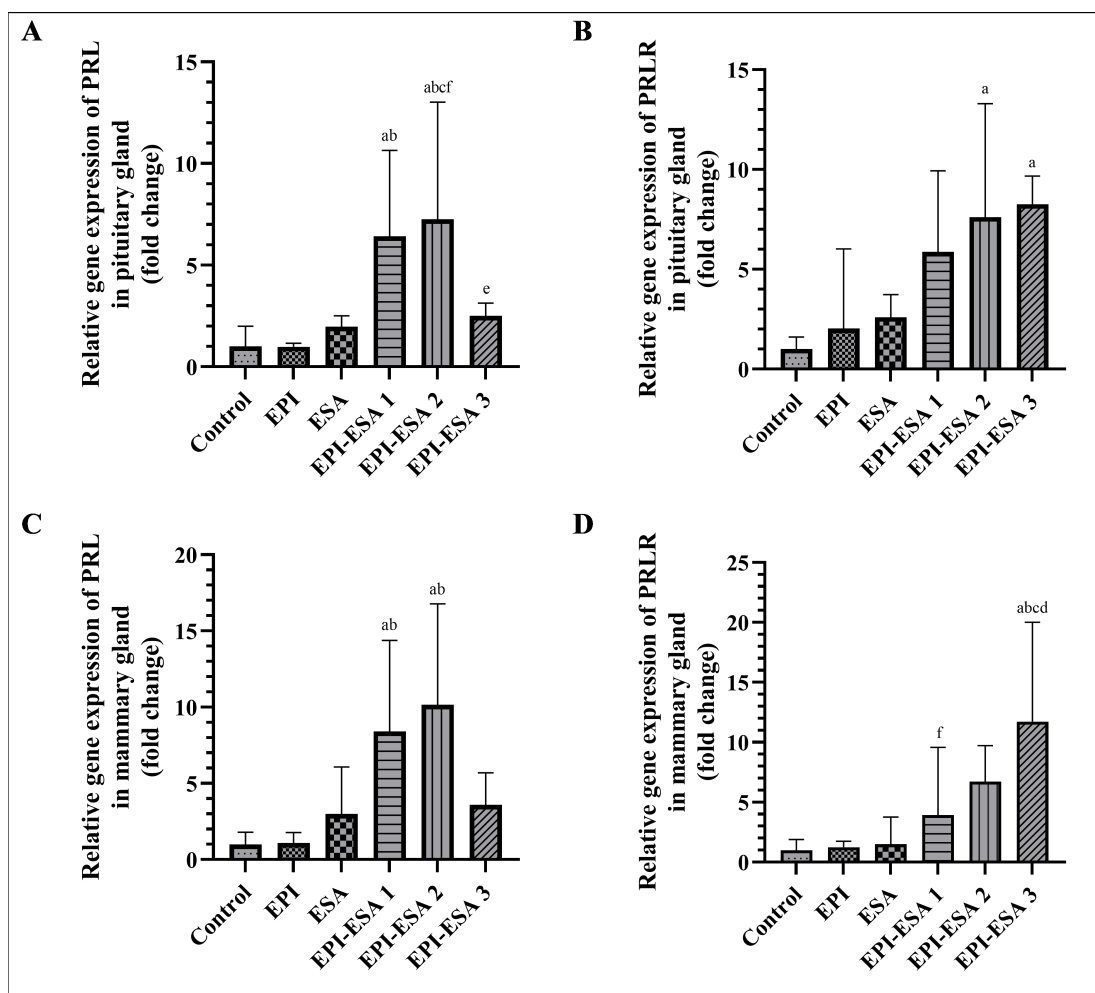 A
Relative gene expression of PRL
in pituitary gland
(fold change)
15
10
5
0
ab
abcf
e
Control
EPI
ESA
EPI-ESA 1
EPI-ESA 2
EPI-ESA 3
B
Relative gene expression of PRLR
in pituitary gland
(fold change)
15
10
5
0
a
a
Control
EPI
ESA
EPI-ESA 1
EPI-ESA 2
EPI-ESA 3
C
Relative gene expression of PRL
in mammary gland
(fold change)
20
15
10
5
0
ab
ab
Control
EPI
ESA
EPI-ESA 1
EPI-ESA 2
EPI-ESA 3
D
Relative gene expression of PRLR
in mammary gland
(fold change)
25
20
15
10
5
0
f
abcd
Control
EPI
ESA
EPI-ESA 1
EPI-ESA 2
EPI-ESA 3